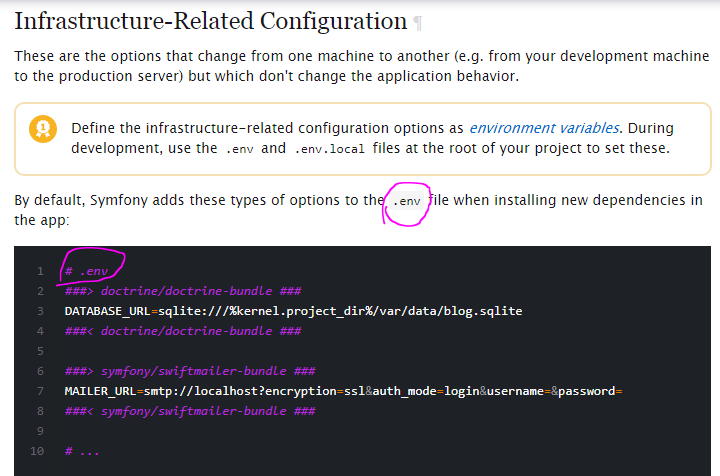 Infrastructure-Related Configuration ¶
These are the options that change from one machine to another (e.g. from your development machine
to the production server) but which don't change the application behavior.
1
Define the infrastructure-related configuration options as environment variables. During
development, use the .env and .env.local files at the root of your project to set these.
By default, Symfony adds these types of options to the .env file when installing new dependencies in
the app:
1 # .env
2 ###> doctrine/doctrine-bundle ###
3 DATABASE_URL=sqlite:///%kernel.project_dir%/var/data/blog.sqlite
4 ###< doctrine/doctrine-bundle ###
5
6 ###> symfony/swiftmailer-bundle ###
7 MAILER_URL=smtp://localhost?encryption=ssl&auth_mode=login&username=&password=
8 ###< symfony/swiftmailer-bundle ###
9
10 # ...